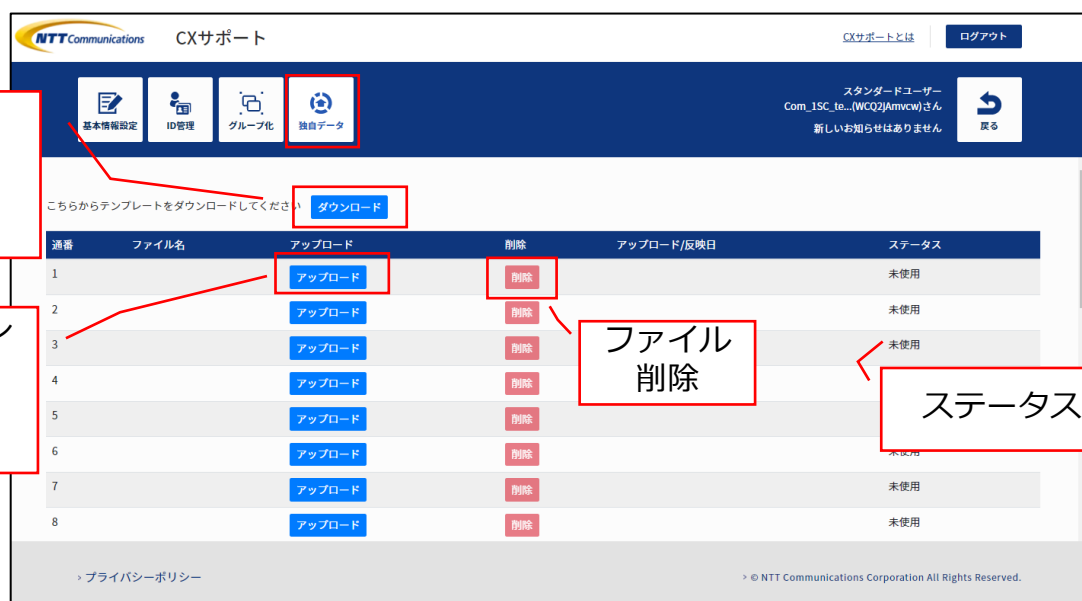 NTT Communications CXサポート CXサポートとは ログアウト
スタンダードユーザー
Com_1SC_te...(WCQ2jAmvcw)さん
新しいお知らせはありません
基本情報設定 ID管理 グループ化 独自データ 戻る
こちらからテンプレートをダウンロードしてください ダウンロード
通番 ファイル名 アップロード 削除 アップロード/反映日 ステータス
1 アップロード 削除 未使用
2 アップロード 削除 未使用
3 アップロード 削除 未使用
4 アップロード 削除
5 アップロード 削除
6 アップロード 削除 未使用
7 アップロード 削除 未使用
8 アップロード 削除 未使用
ファイル
削除
ステータス
› プライバシーポリシー
› © NTT Communications Corporation All Rights Reserved.